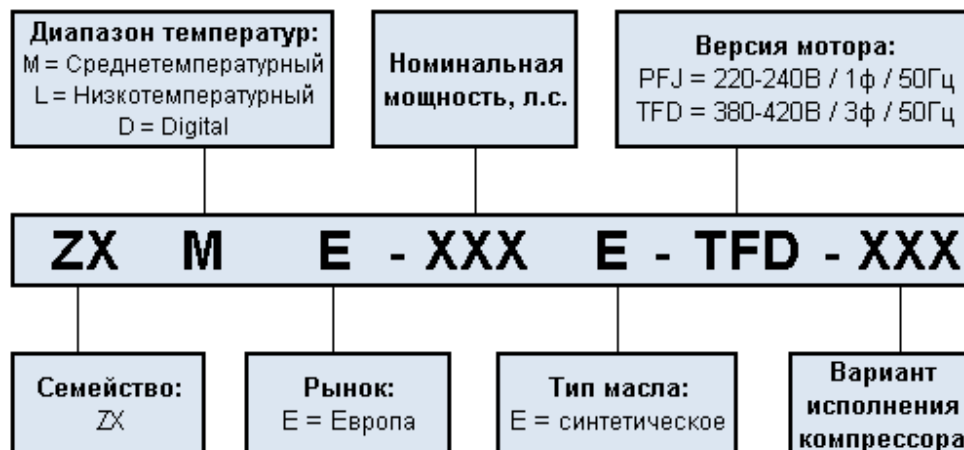 Диапазон температур:
M = Среднетемпературный
L = Низкотемпературный
D = Digital
Номинальная
мощность, л.с.
Версия мотора:
PFJ = 220-240В / 1ф / 50Гц
TFD = 380-420В / 3ф / 50Гц
ZX M E - XXX E - TFD - XXX
Семейство:
ZX
Рынок:
E = Европа
Тип масла:
E = синтетическое
Вариант
исполнения
компрессора